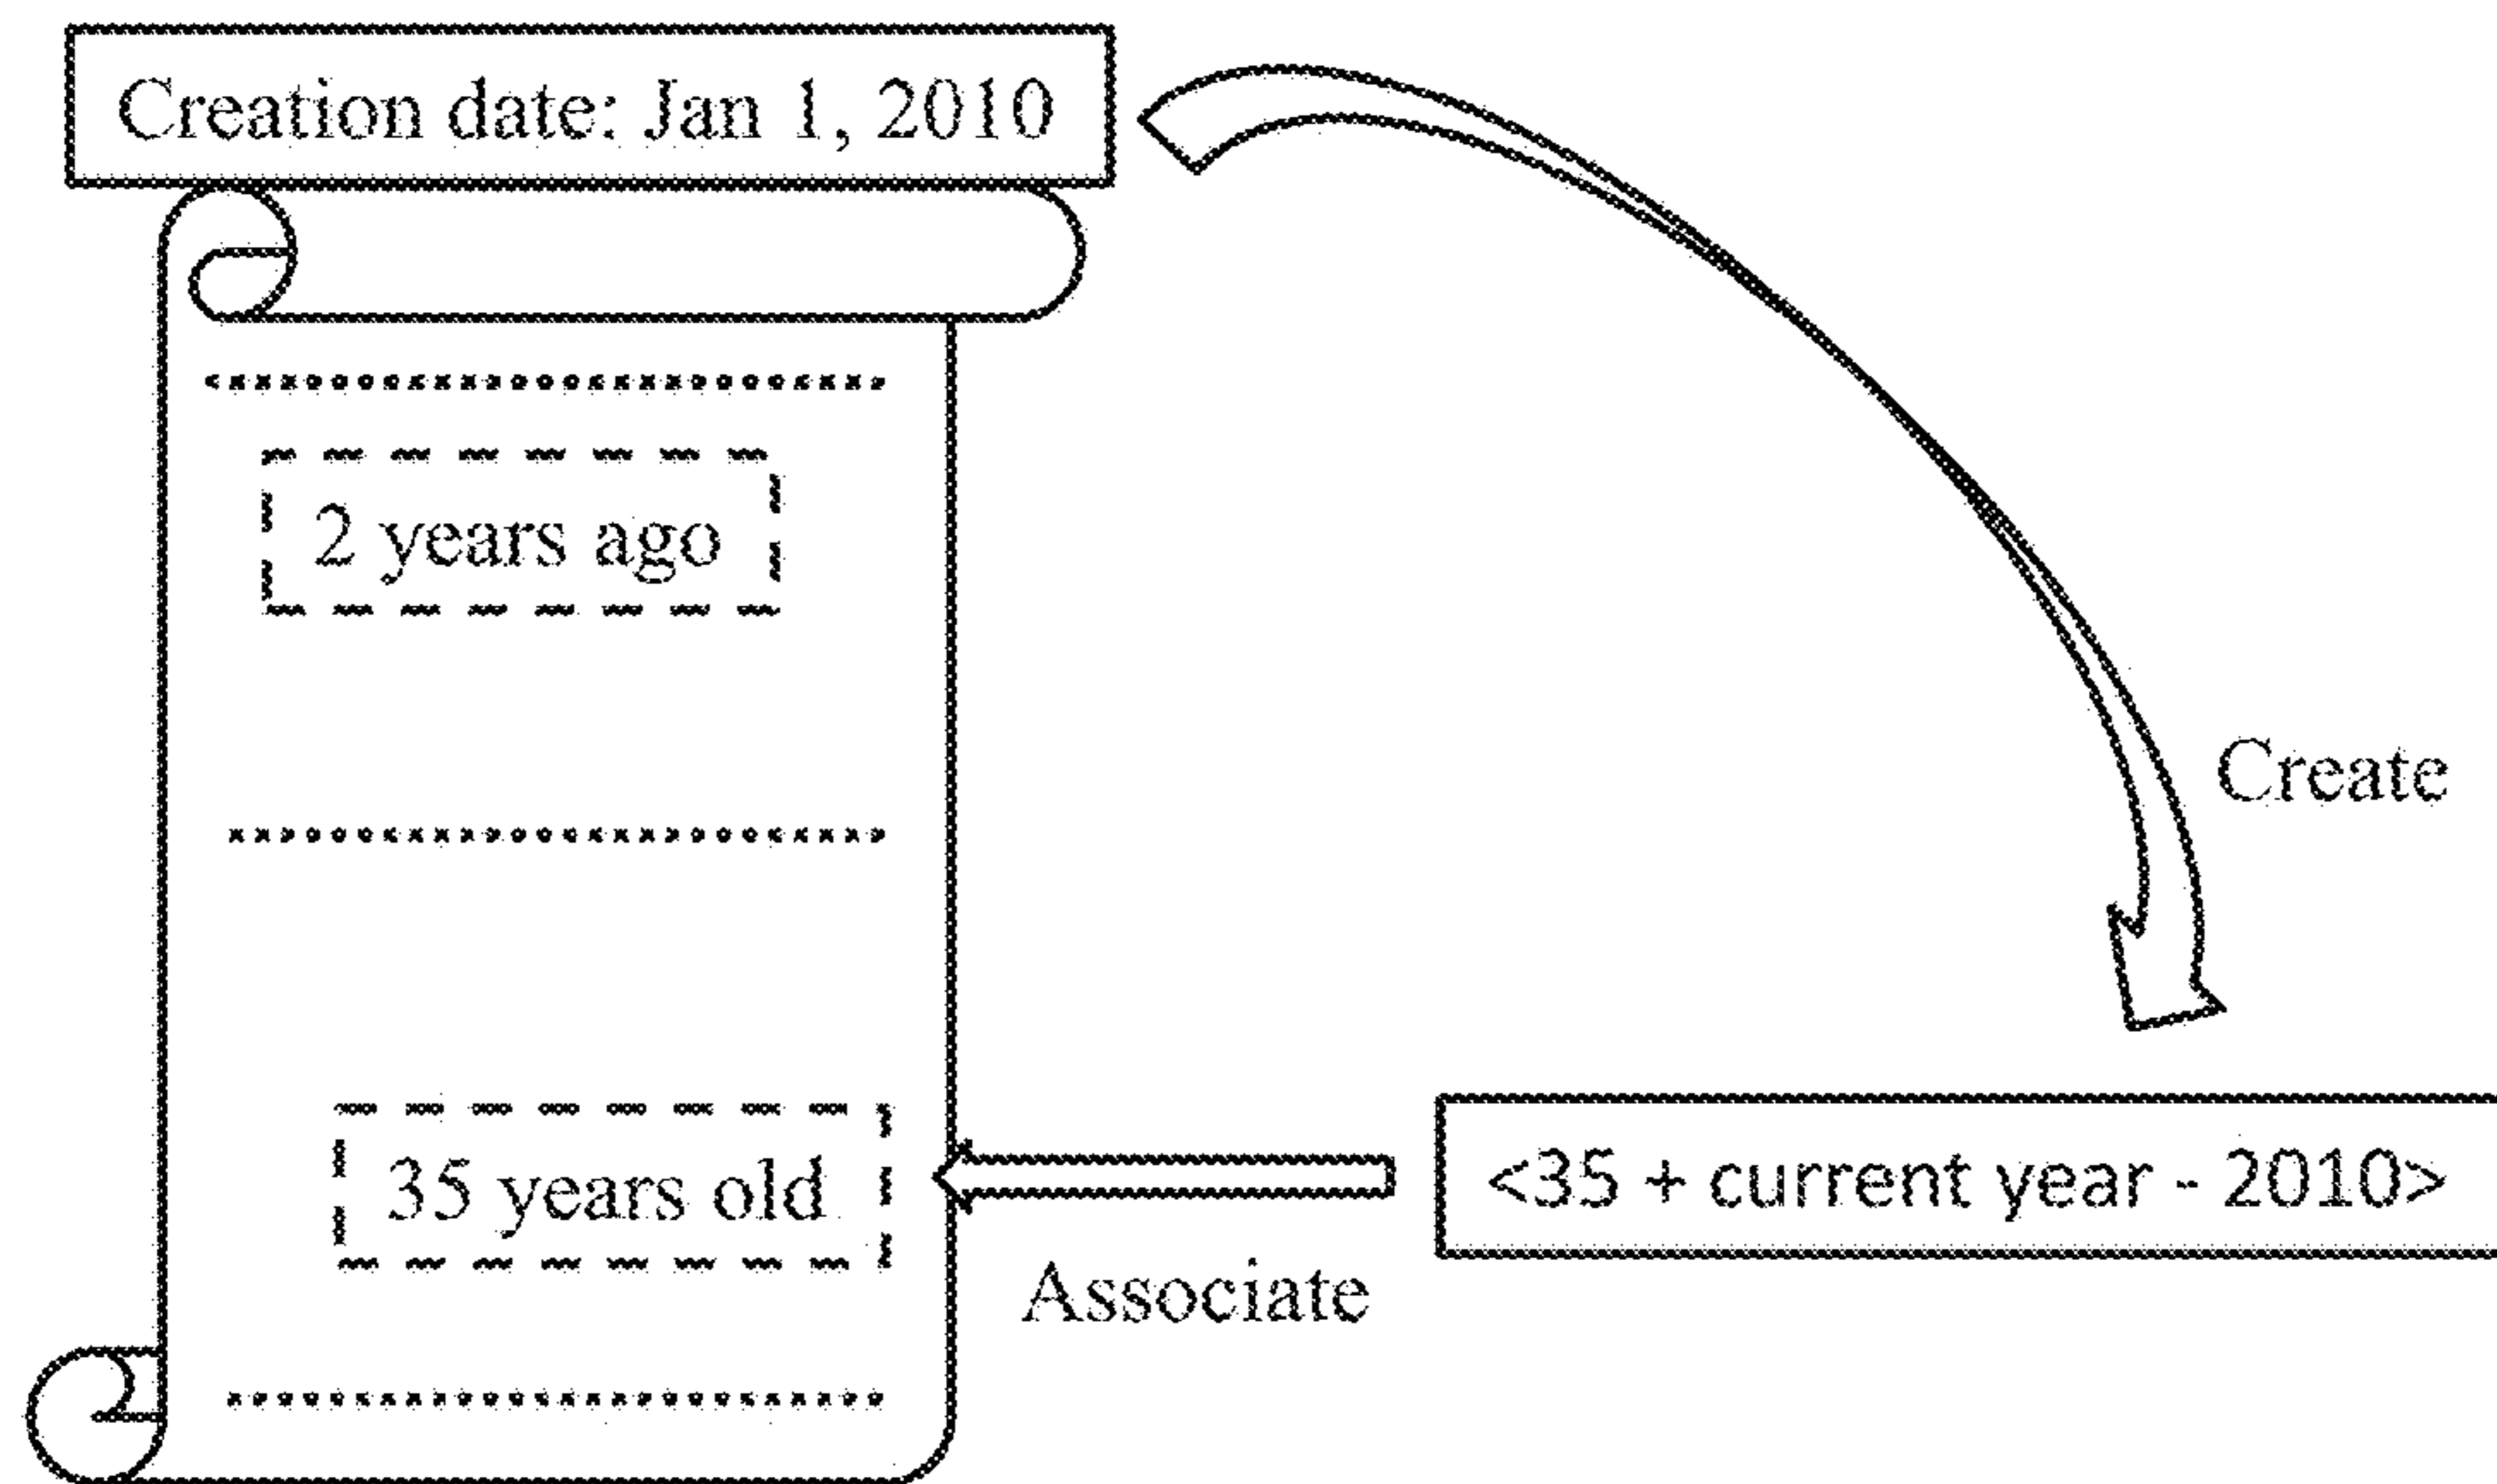 Creation date: Jan 1, 2010
2 years ago
Create
35 years old
<35 + current year - 2010>
Associate